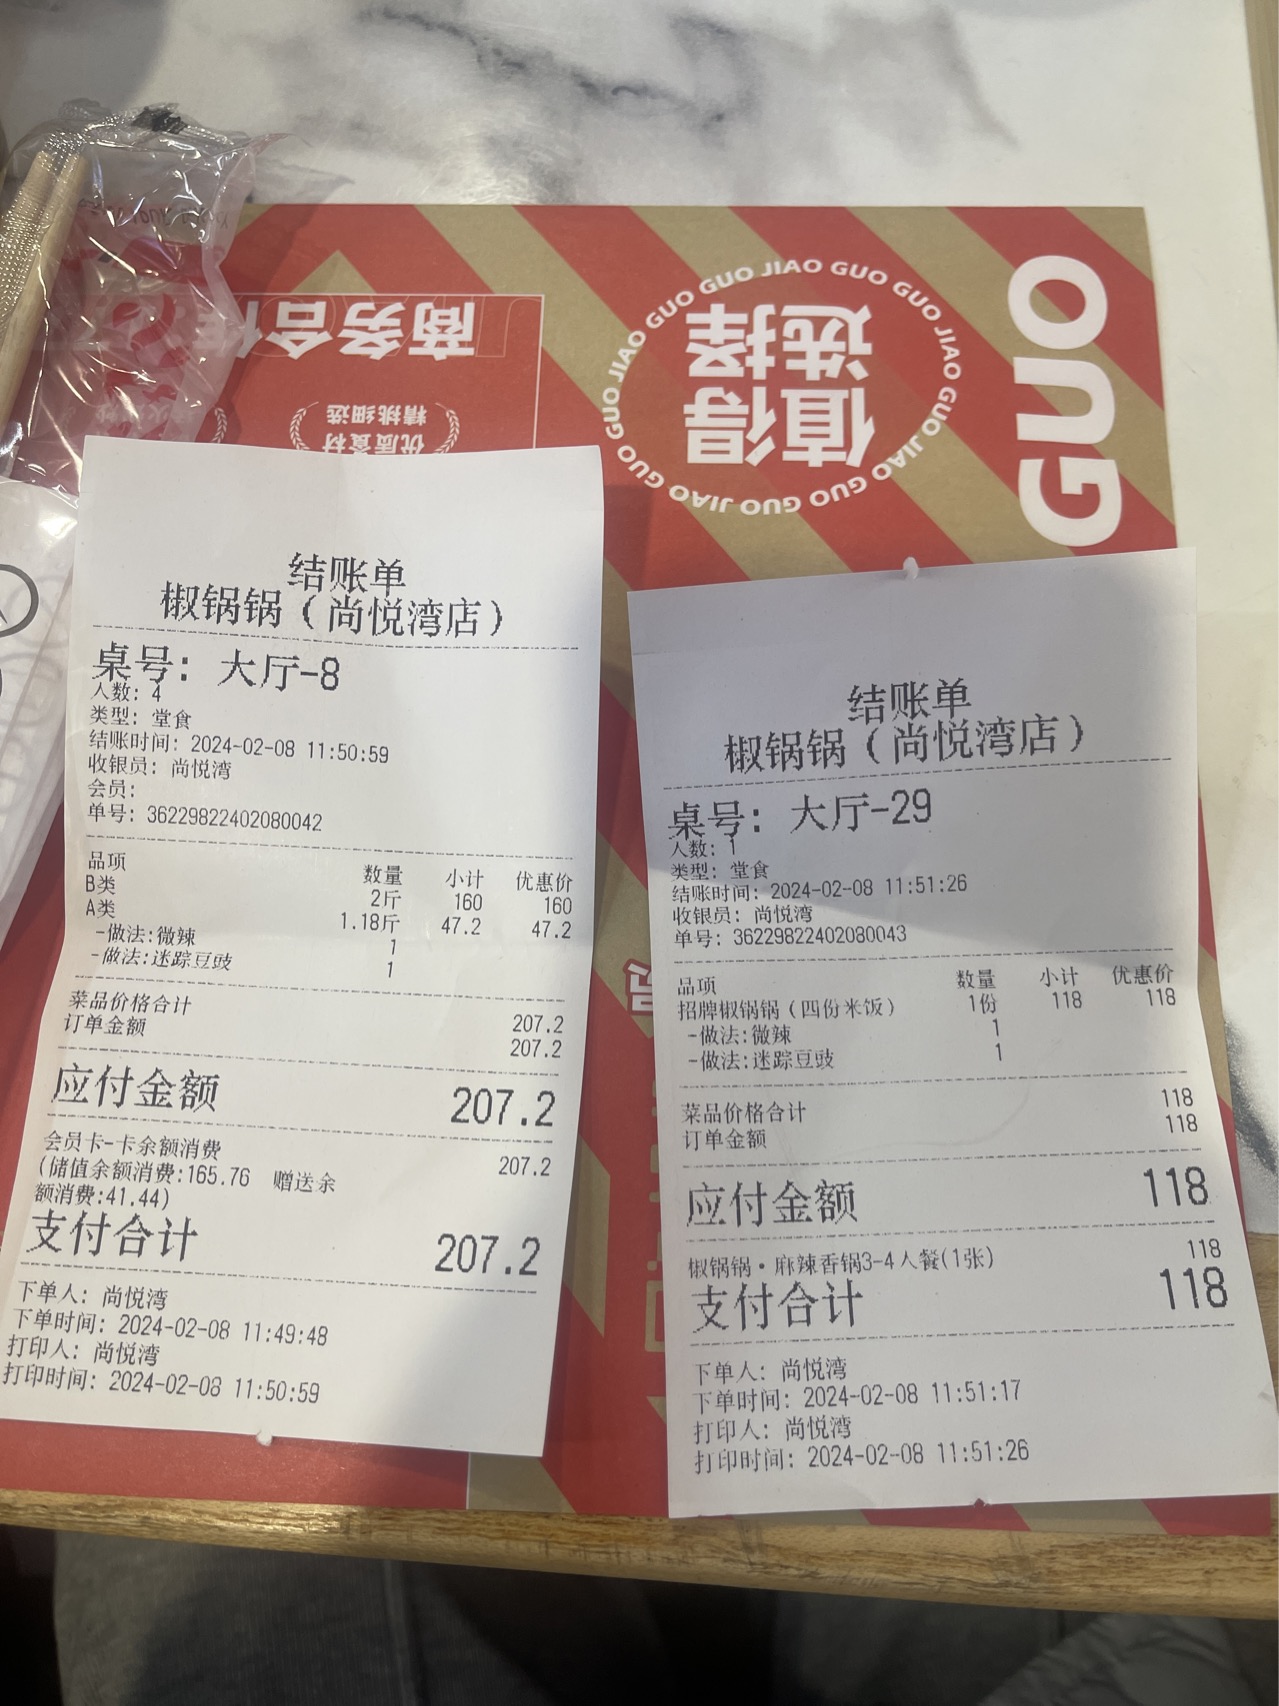 商务合作
优质食材
精挑细选
值得
选择
GUO JIAO GUO GUO JIAO GUO GUO JIAO GUO GUO JIAO GUO
GUO
结账单
椒锅锅（尚悦湾店）
桌号：大厅-8
人数：4
类型：堂食
结账时间：2024-02-08 11:50:59
收银员：尚悦湾
会员：
单号：36229822402080042
品项 数量 小计 优惠价
B类 2斤 160 160
A类 1.18斤 47.2 47.2
-做法:微辣 1
-做法:迷踪豆豉 1
菜品价格合计 207.2
订单金额 207.2
应付金额 207.2
会员卡-卡余额消费 207.2
(储值余额消费:165.76 赠送余
额消费:41.44)
支付合计 207.2
下单人：尚悦湾
下单时间：2024-02-08 11:49:48
打印人：尚悦湾
打印时间：2024-02-08 11:50:59
结账单
椒锅锅（尚悦湾店）
桌号：大厅-29
人数：1
类型：堂食
结账时间：2024-02-08 11:51:26
收银员：尚悦湾
单号：36229822402080043
品项 数量 小计 优惠价
招牌椒锅锅（四份米饭） 1份 118 118
-做法:微辣 1
-做法:迷踪豆豉 1
菜品价格合计 118
订单金额 118
应付金额 118
椒锅锅·麻辣香锅3-4人餐(1张) 118
支付合计 118
下单人：尚悦湾
下单时间：2024-02-08 11:51:17
打印人：尚悦湾
打印时间：2024-02-08 11:51:26